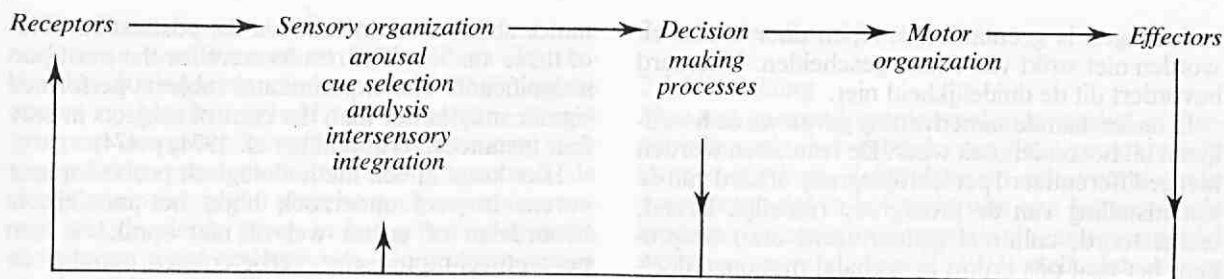 Receptors Sensory organization Decision Motor Effectors
arousal making organization
cue selection processes
analysis
intersensory
integration